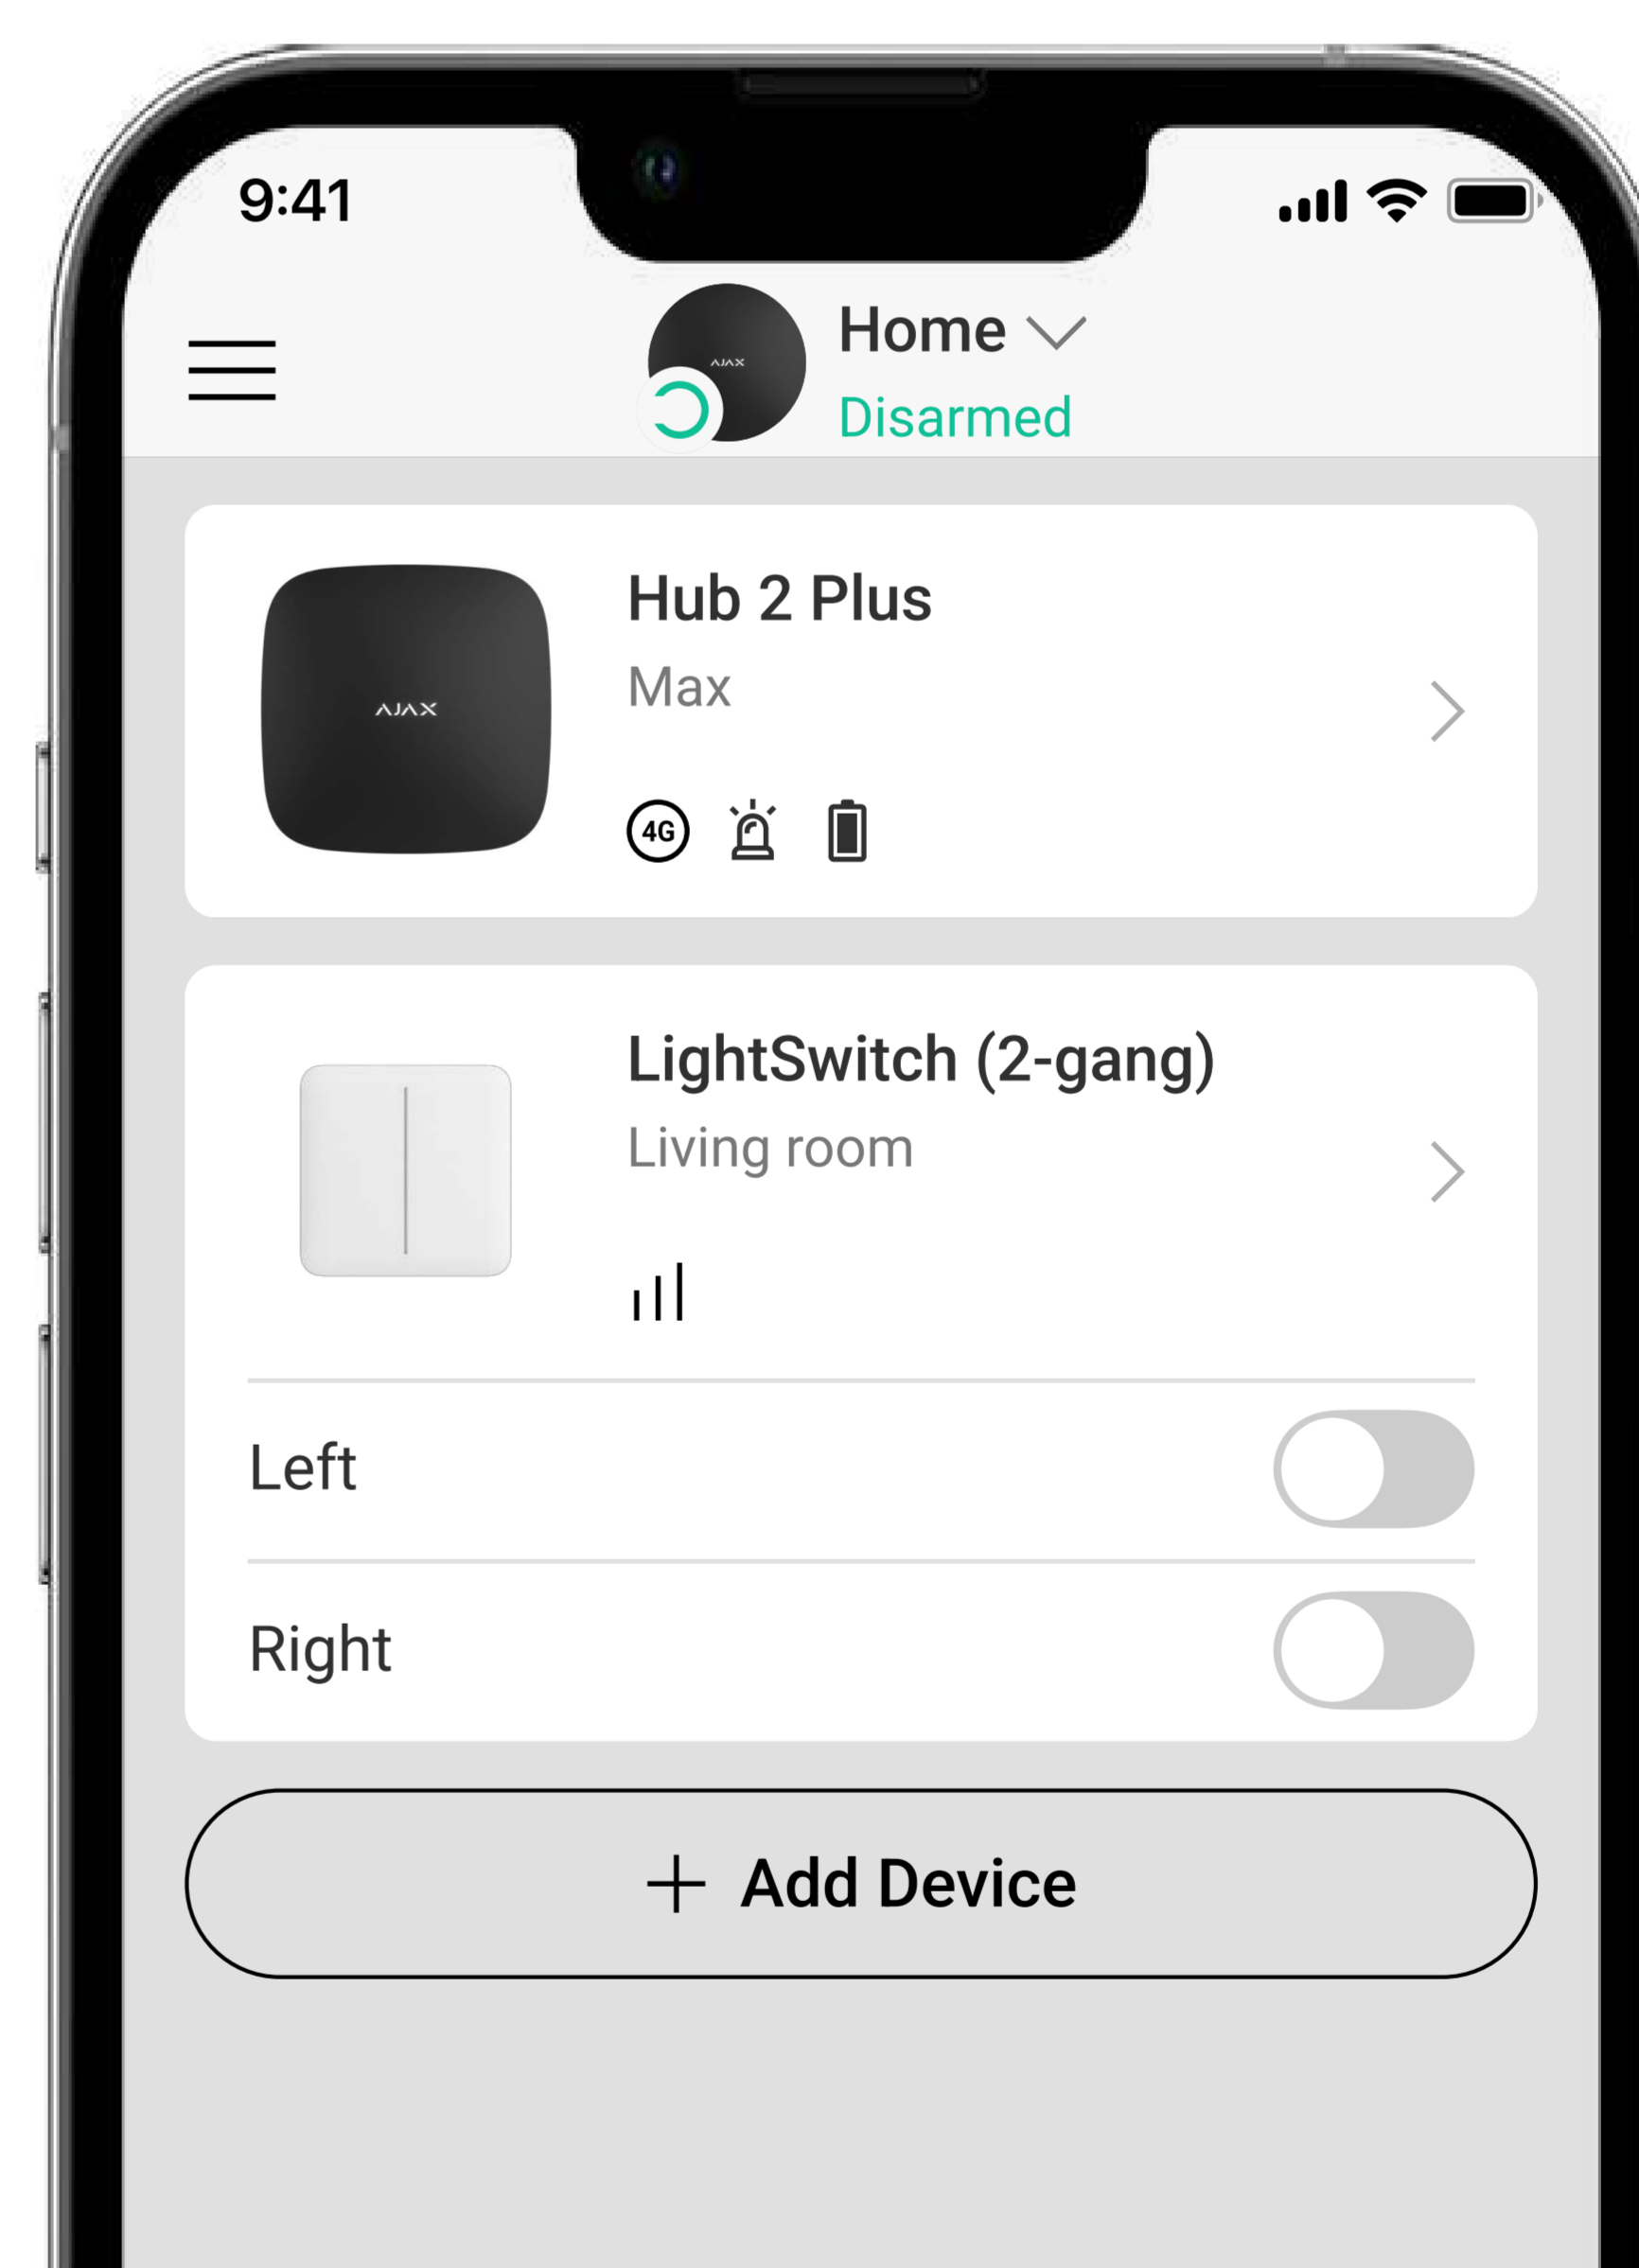 9:41
AJAX
Home
Disarmed
AJAX
Hub 2 Plus
Max
4G
LightSwitch (2-gang)
Living room
Left
Right
+ Add Device